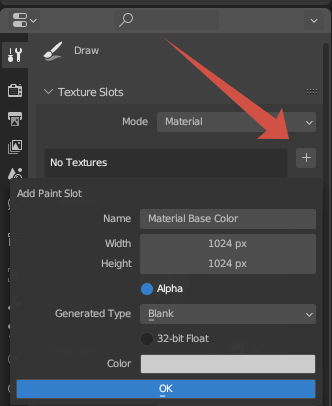 Draw
Texture Slots
Mode Material
No Textures
Add Paint Slot
Name Material Base Color
Width 1024 px
Height 1024 px
Alpha
Generated Type Blank
32-bit Float
Color
OK